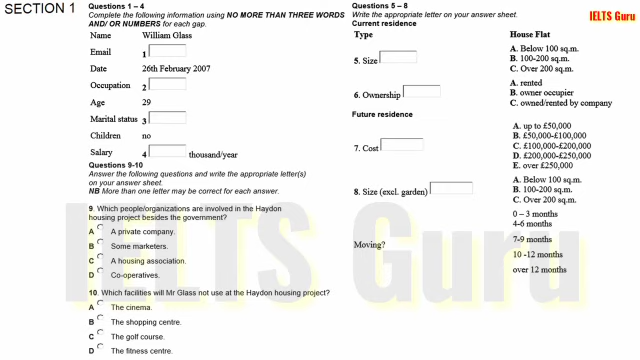 SECTION 1
Questions 1 – 4
Complete the following information using NO MORE THAN THREE WORDS
AND/ OR NUMBERS for each gap.
Name William Glass
Email 1
Date 26th February 2007
Occupation 2
Age 29
Marital status 3
Children no
Salary 4 thousand/year
Questions 9-10
Answer the following questions and write the appropriate letter(s)
on your answer sheet.
NB More than one letter may be correct for each answer.
9. Which people/organizations are involved in the Haydon
housing project besides the government?
A A private company.
B Some marketers.
C A housing association.
D Co-operatives.
10. Which facilities will Mr Glass not use at the Haydon housing project?
A The cinema.
B The shopping centre.
C The golf course.
D The fitness centre.
Questions 5 – 8
Write the appropriate letter on your answer sheet.
Current residence
Type House Flat
5. Size
A. Below 100 sq.m.
B. 100-200 sq.m.
C. Over 200 sq.m.
6. Ownership
A. rented
B. owner occupier
C. owned/rented by company
Future residence
7. Cost
A. up to £50,000
B. £50,000-£100,000
C. £100,000-£200,000
D. £200,000-£250,000
E. over £250,000
8. Size (excl. garden)
A. Below 100 sq.m.
B. 100-200 sq.m.
C. Over 200 sq.m.
Moving?
0 – 3 months
4-6 months
7-9 months
10 -12 months
over 12 months
IELTS Guru
IELTS Guru